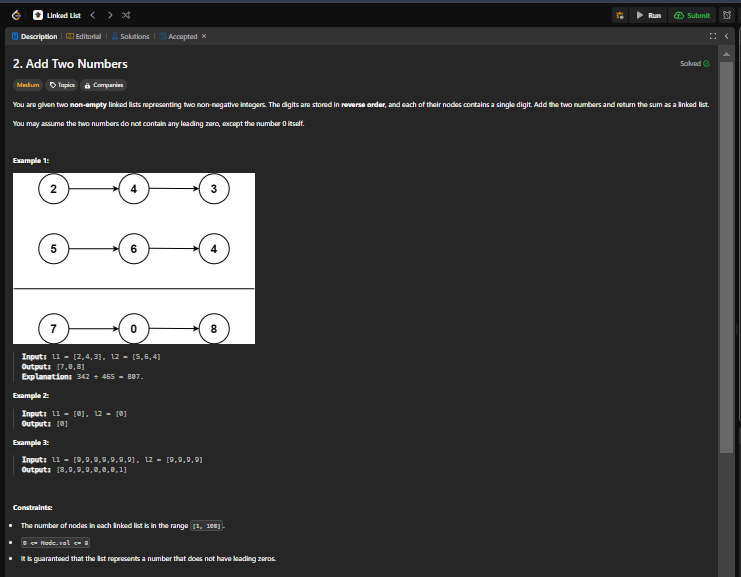 Linked List
Run
Submit
Description
Editorial
Solutions
Accepted
2. Add Two Numbers
Solved
Medium
Topics
Companies
You are given two non-empty linked lists representing two non-negative integers. The digits are stored in reverse order, and each of their nodes contains a single digit. Add the two numbers and return the sum as a linked list.
You may assume the two numbers do not contain any leading zero, except the number 0 itself.
Example 1:
2 4 3
5 6 4
7 0 8
Input: l1 = [2,4,3], l2 = [5,6,4]
Output: [7,0,8]
Explanation: 342 + 465 = 807.
Example 2:
Input: l1 = [0], l2 = [0]
Output: [0]
Example 3:
Input: l1 = [9,9,9,9,9,9,9], l2 = [9,9,9,9]
Output: [8,9,9,9,0,0,0,1]
Constraints:
The number of nodes in each linked list is in the range [1, 100].
0 <= Node.val <= 9
It is guaranteed that the list represents a number that does not have leading zeros.